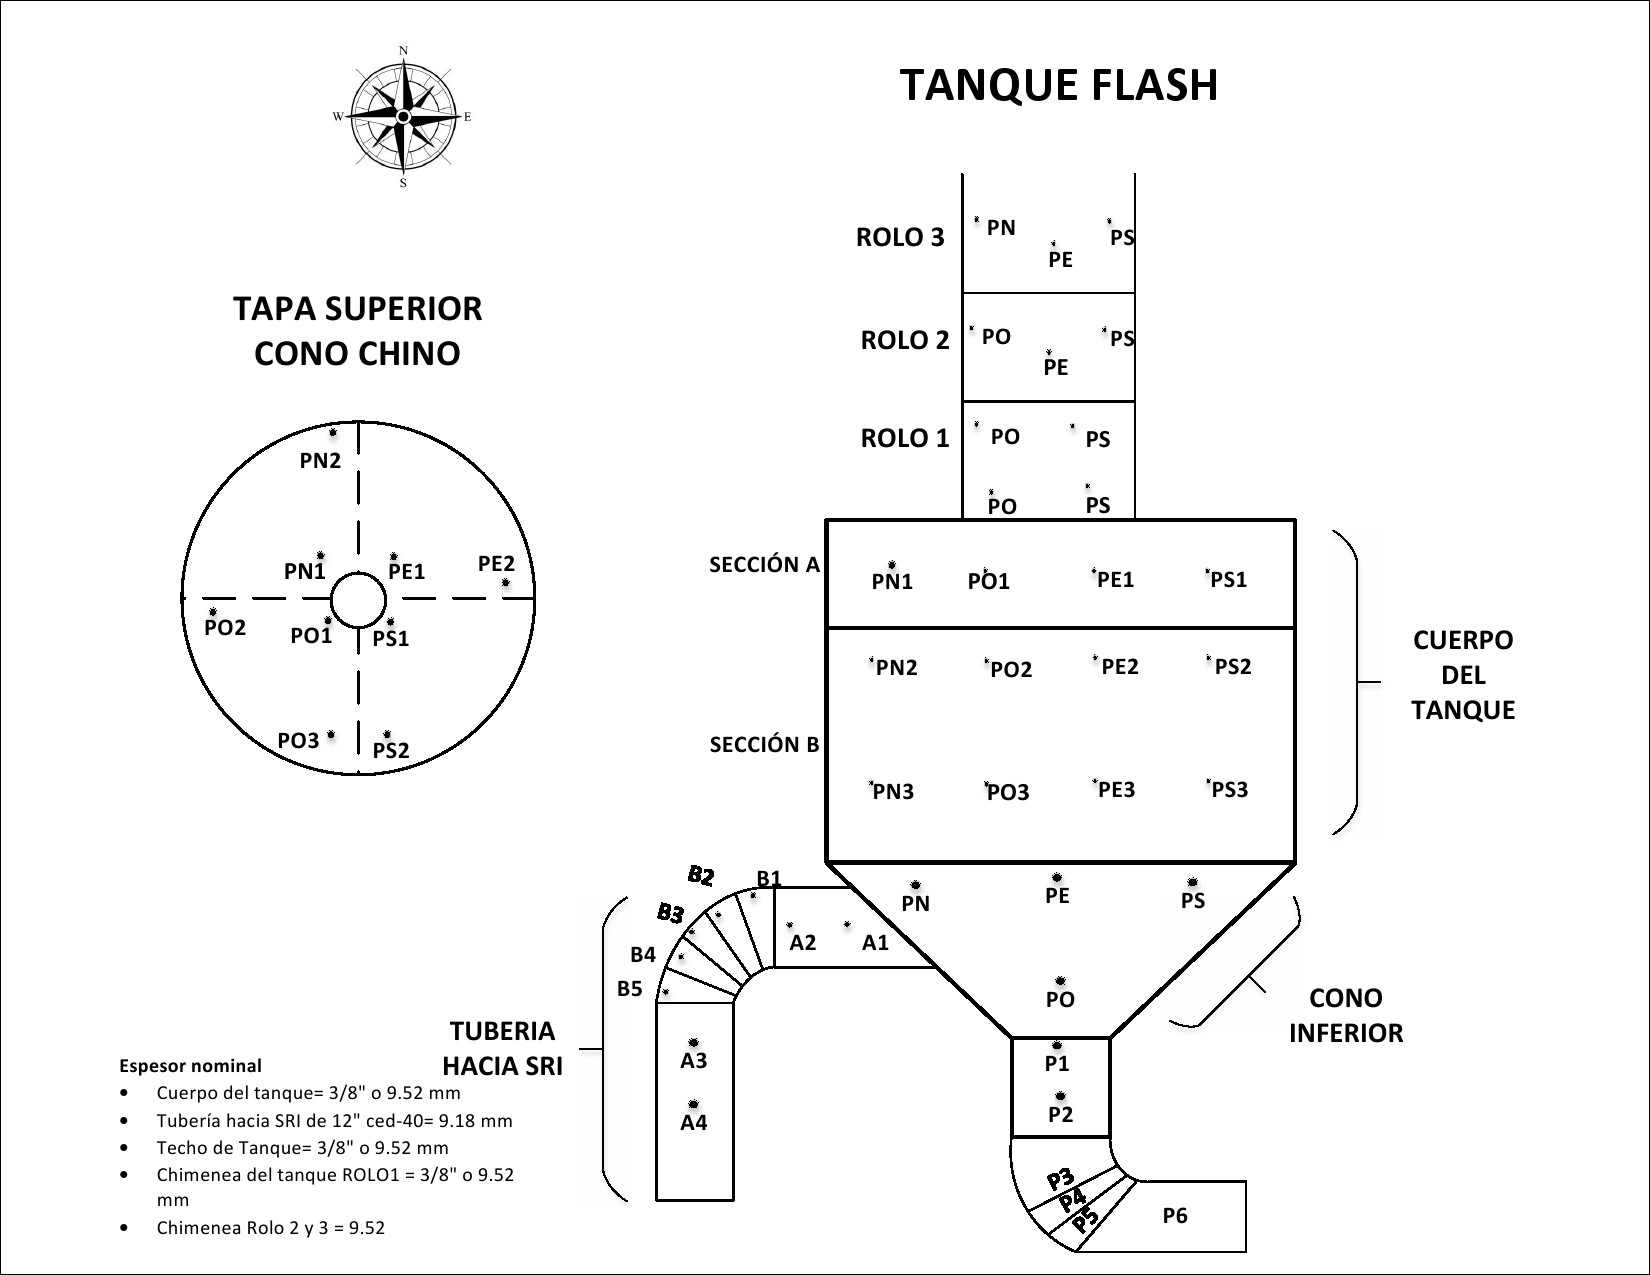 N
W
E
S
TANQUE FLASH
TAPA SUPERIOR
CONO CHINO
PN2
PN1
PE1
PE2
PO2
PO1
PS1
PO3
PS2
ROLO 3
PN
PE
PS
ROLO 2
PO
PE
PS
ROLO 1
PO
PS
PO
PS
SECCIÓN A
PN1
PO1
PE1
PS1
PN2
PO2
PE2
PS2
SECCIÓN B
PN3
PO3
PE3
PS3
CUERPO
DEL
TANQUE
PN
PE
PS
PO
CONO
INFERIOR
B1
B2
B3
B4
B5
A2
A1
A3
A4
TUBERIA
HACIA SRI
P1
P2
P3
P4
P5
P6
Espesor nominal
• Cuerpo del tanque= 3/8" o 9.52 mm
• Tubería hacia SRI de 12" ced-40= 9.18 mm
• Techo de Tanque= 3/8" o 9.52 mm
• Chimenea del tanque ROLO1 = 3/8" o 9.52
mm
• Chimenea Rolo 2 y 3 = 9.52